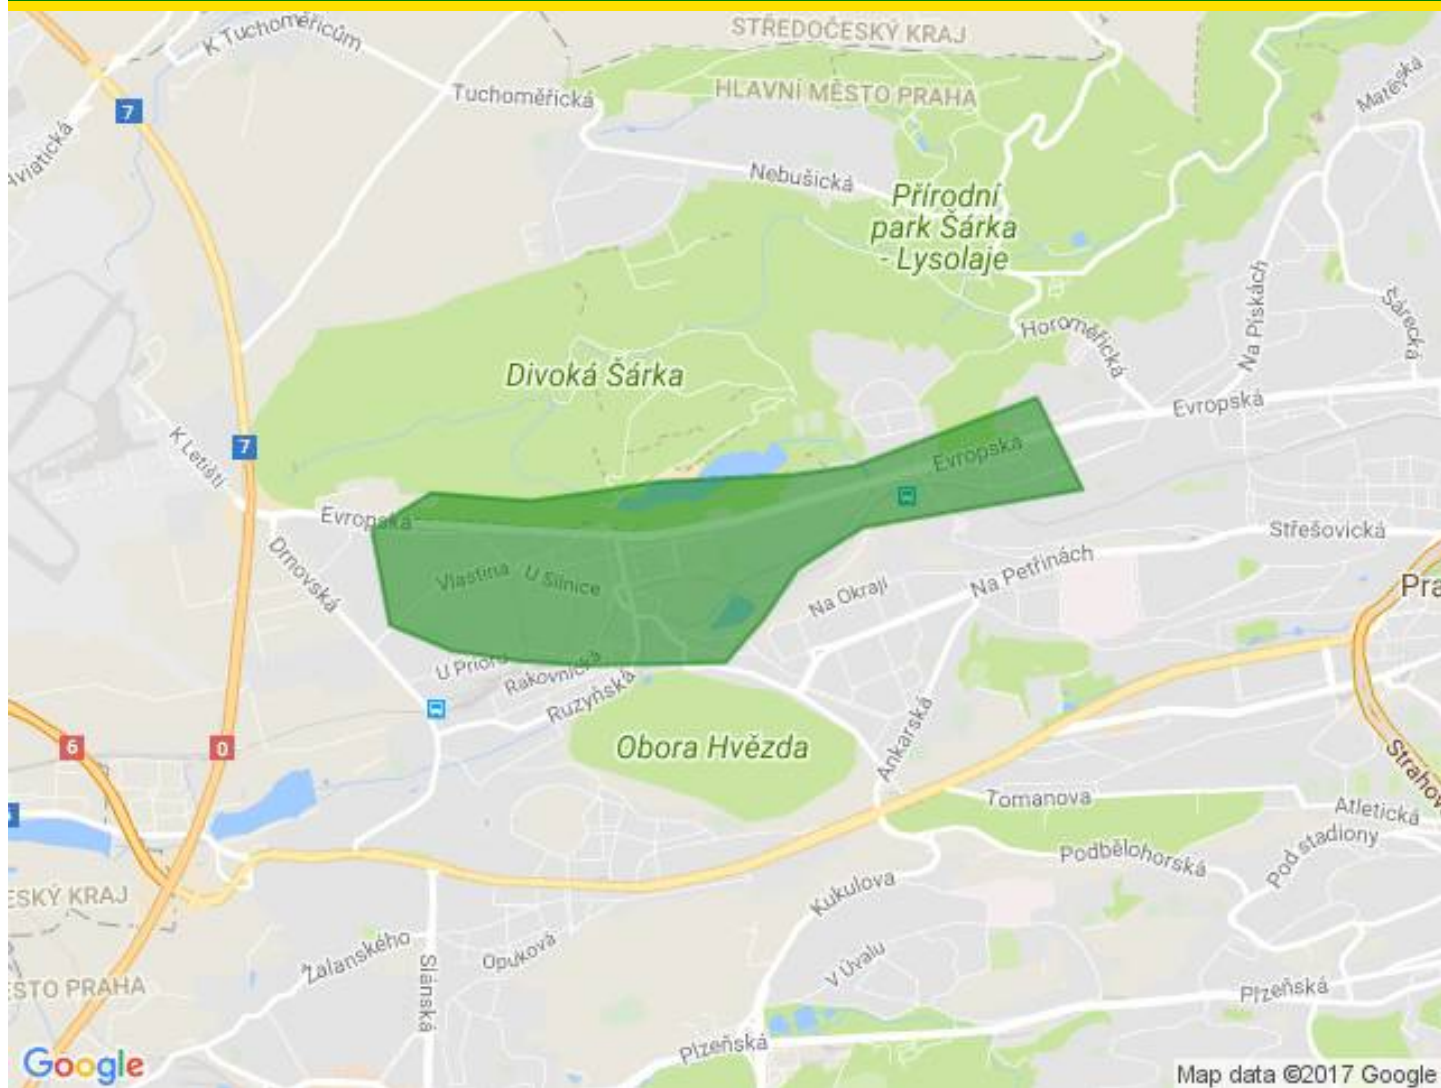 STŘEDOČESKÝ KRAJ
K Tuchoměřicům
HLAVNÍ MĚSTO PRAHA
Tuchoměřická
7
Aviatická
Matějská
Nebušická
Přírodní
park Šárka
- Lysolaje
Na Pískách
Šárecká
Horoměřická
Divoká Šárka
Evropská
K Letišti
7
Evropská
Evropská
Drnovská
Střešovická
Vlastina
U Silnice
Na Petřinách
Na Okraji
Pra
U Prioru
Rakovnická
Ruzyňská
6
0
Obora Hvězda
Ankarská
Strahov
Tomanova
Atletická
Pod stadiony
Podbělohorská
ESKÝ KRAJ
Kukulova
Žalanského
Slánská
Opuková
V Úvalu
STO PRAHA
Plzeňská
Plzeňská
Google
Map data ©2017 Google